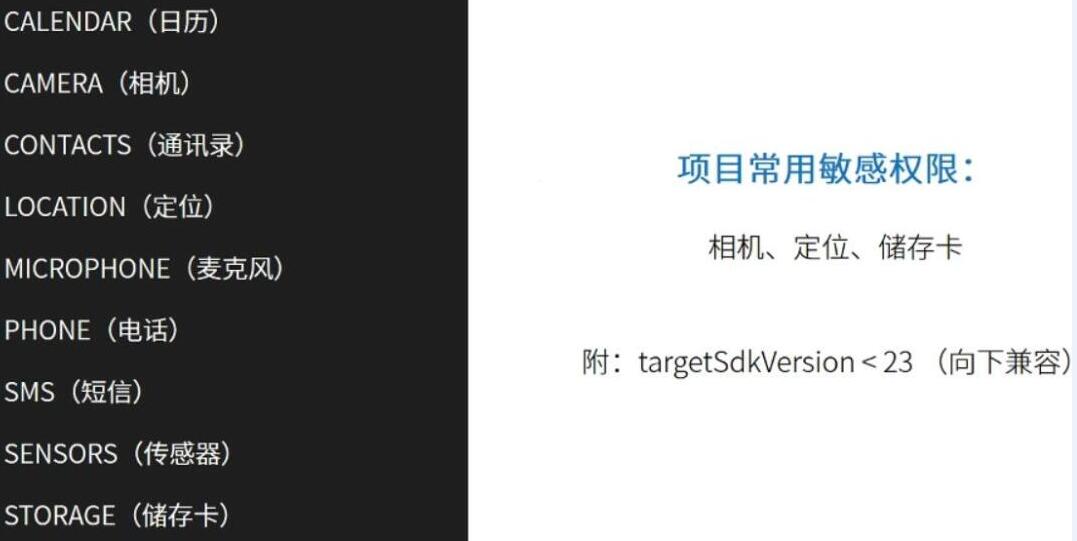 CALENDAR（日历）
CAMERA（相机）
CONTACTS（通讯录）
LOCATION（定位）
MICROPHONE（麦克风）
PHONE（电话）
SMS（短信）
SENSORS（传感器）
STORAGE（储存卡）
项目常用敏感权限：
相机、定位、储存卡
附：targetSdkVersion < 23 （向下兼容）